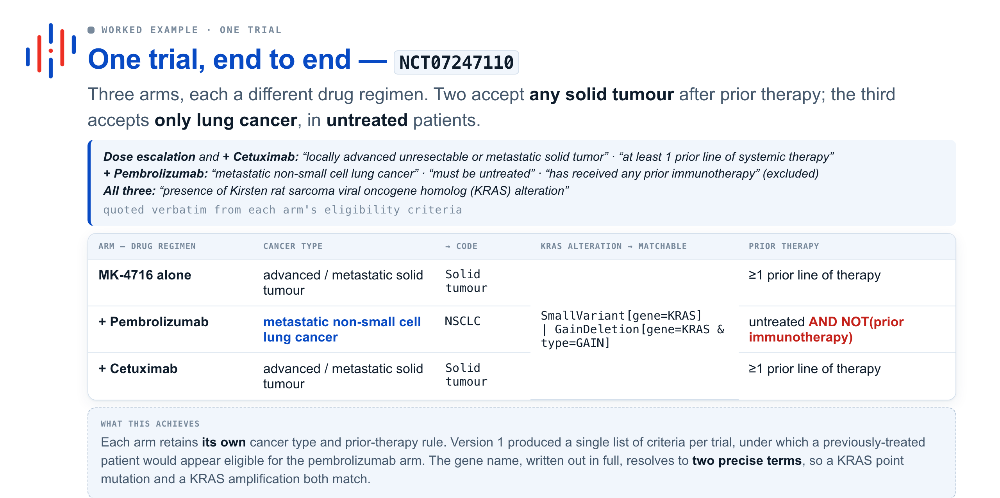 WORKED EXAMPLE · ONE TRIAL
One trial, end to end — NCT07247110
Three arms, each a different drug regimen. Two accept any solid tumour after prior therapy; the third
accepts only lung cancer, in untreated patients.
Dose escalation and + Cetuximab: “locally advanced unresectable or metastatic solid tumor” · “at least 1 prior line of systemic therapy”
+ Pembrolizumab: “metastatic non-small cell lung cancer” · “must be untreated” · “has received any prior immunotherapy” (excluded)
All three: “presence of Kirsten rat sarcoma viral oncogene homolog (KRAS) alteration”
quoted verbatim from each arm's eligibility criteria
ARM — DRUG REGIMEN
CANCER TYPE
→ CODE
KRAS ALTERATION → MATCHABLE
PRIOR THERAPY
MK-4716 alone
advanced / metastatic solid
tumour
Solid
tumour
SmallVariant[gene=KRAS]
| GainDeletion[gene=KRAS &
type=GAIN]
≥1 prior line of therapy
+ Pembrolizumab
metastatic non-small cell
lung cancer
NSCLC
untreated AND NOT(prior
immunotherapy)
+ Cetuximab
advanced / metastatic solid
tumour
Solid
tumour
≥1 prior line of therapy
WHAT THIS ACHIEVES
Each arm retains its own cancer type and prior-therapy rule. Version 1 produced a single list of criteria per trial, under which a previously-treated
patient would appear eligible for the pembrolizumab arm. The gene name, written out in full, resolves to two precise terms, so a KRAS point
mutation and a KRAS amplification both match.